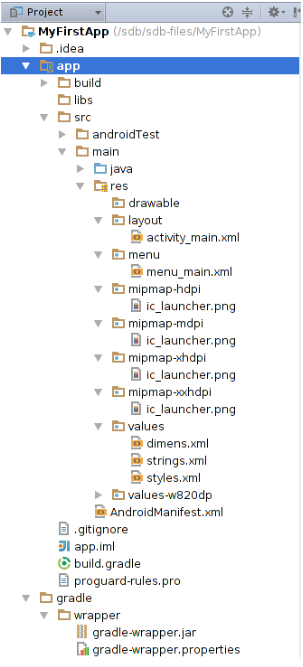 Project
MyFirstApp (/sdb/sdb-files/MyFirstApp)
.idea
app
build
libs
src
androidTest
main
java
res
drawable
layout
activity_main.xml
menu
menu_main.xml
mipmap-hdpi
ic_launcher.png
mipmap-mdpi
ic_launcher.png
mipmap-xhdpi
ic_launcher.png
mipmap-xxhdpi
ic_launcher.png
values
dimens.xml
strings.xml
styles.xml
values-w820dp
AndroidManifest.xml
.gitignore
app.iml
build.gradle
proguard-rules.pro
gradle
wrapper
gradle-wrapper.jar
gradle-wrapper.properties